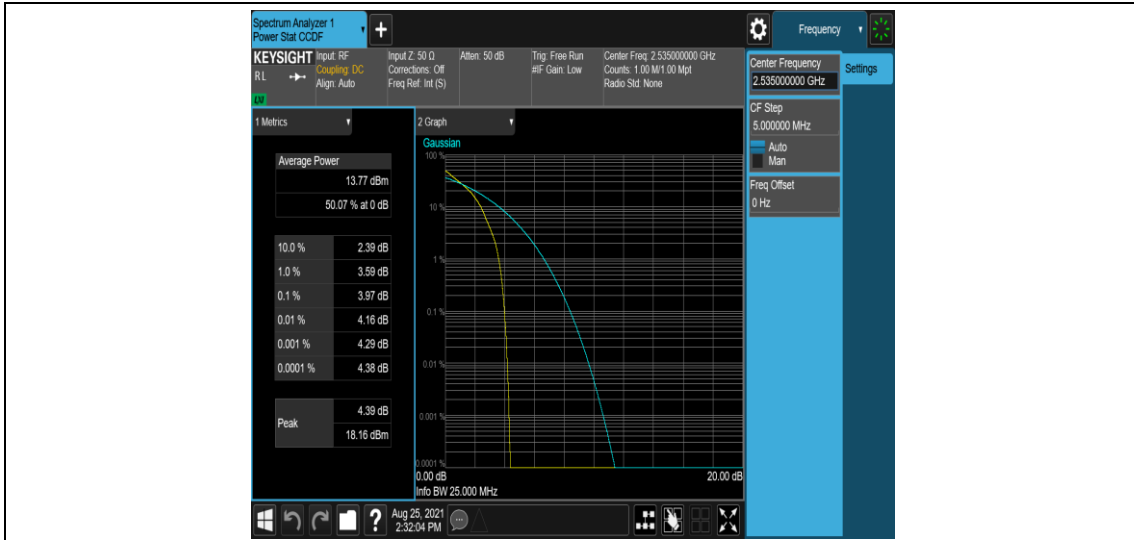 Spectrum Analyzer 1
Power Stat CCDF
+
Frequency
KEYSIGHT
RL
LXI
Input: RF
Coupling: DC
Align: Auto
Input Z: 50 Ω
Corrections: Off
Freq Ref: Int (S)
Atten: 50 dB
Trig: Free Run
#IF Gain: Low
Center Freq: 2.535000000 GHz
Counts: 1.00 M/1.00 Mpt
Radio Std: None
Center Frequency
2.535000000 GHz
Settings
CF Step
5.000000 MHz
Auto
Man
Freq Offset
0 Hz
1 Metrics
Average Power
13.77 dBm
50.07 % at 0 dB
10.0 % 2.39 dB
1.0 % 3.59 dB
0.1 % 3.97 dB
0.01 % 4.16 dB
0.001 % 4.29 dB
0.0001 % 4.38 dB
Peak
4.39 dB
18.16 dBm
2 Graph
Gaussian
100 %
10 %
1 %
0.1 %
0.01 %
0.001 %
0.0001 %
0.00 dB 20.00 dB
Info BW 25.000 MHz
?
Aug 25, 2021
2:32:04 PM